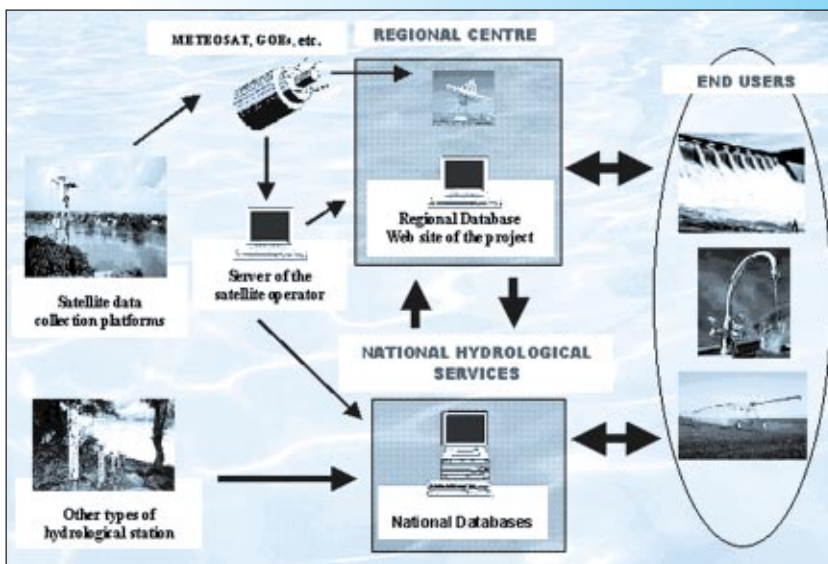 METEOSAT, GOEs, etc.
REGIONAL CENTRE
END USERS
Regional Database
Web site of the project
Server of the
satellite operator
Satellite data
collection platforms
NATIONAL HYDROLOGICAL
SERVICES
Other types of
hydrological station
National Databases